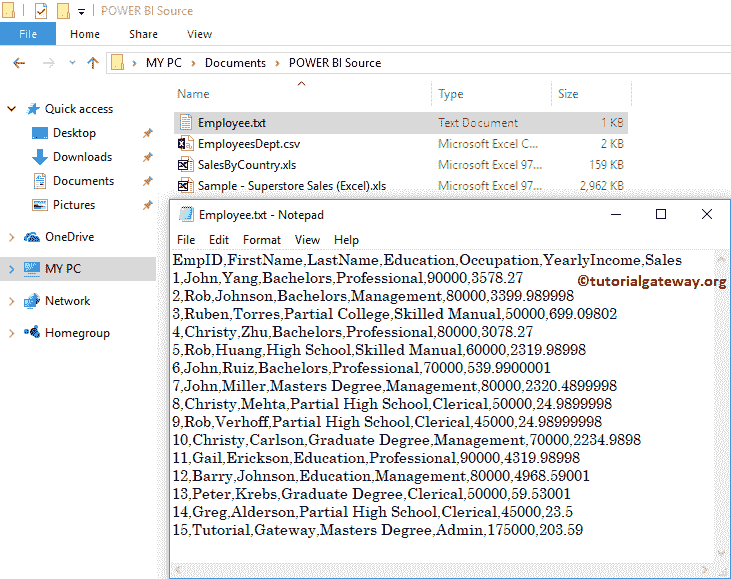 POWER BI Source
File Home Share View
MY PC Documents POWER BI Source
Name Type Size
Quick access
Desktop
Downloads
Documents
Pictures
OneDrive
MY PC
Network
Homegroup
Employee.txt Text Document 1 KB
EmployeesDept.csv Microsoft Excel C... 2 KB
SalesByCountry.xls Microsoft Excel 97... 159 KB
Sample - Superstore Sales (Excel).xls Microsoft Excel 97... 2,962 KB
Employee.txt - Notepad
File Edit Format View Help
EmpID,FirstName,LastName,Education,Occupation,YearlyIncome,Sales
1,John,Yang,Bachelors,Professional,90000,3578.27
©tutorialgateway.org
2,Rob,Johnson,Bachelors,Management,80000,3399.989998
3,Ruben,Torres,Partial College,Skilled Manual,50000,699.09802
4,Christy,Zhu,Bachelors,Professional,80000,3078.27
5,Rob,Huang,High School,Skilled Manual,60000,2319.98998
6,John,Ruiz,Bachelors,Professional,70000,539.9900001
7,John,Miller,Masters Degree,Management,80000,2320.4899998
8,Christy,Mehta,Partial High School,Clerical,50000,24.9899998
9,Rob,Verhoff,Partial High School,Clerical,45000,24.98999998
10,Christy,Carlson,Graduate Degree,Management,70000,2234.9898
11,Gail,Erickson,Education,Professional,90000,4319.98998
12,Barry,Johnson,Education,Management,80000,4968.59001
13,Peter,Krebs,Graduate Degree,Clerical,50000,59.53001
14,Greg,Alderson,Partial High School,Clerical,45000,23.5
15,Tutorial,Gateway,Masters Degree,Admin,175000,203.59